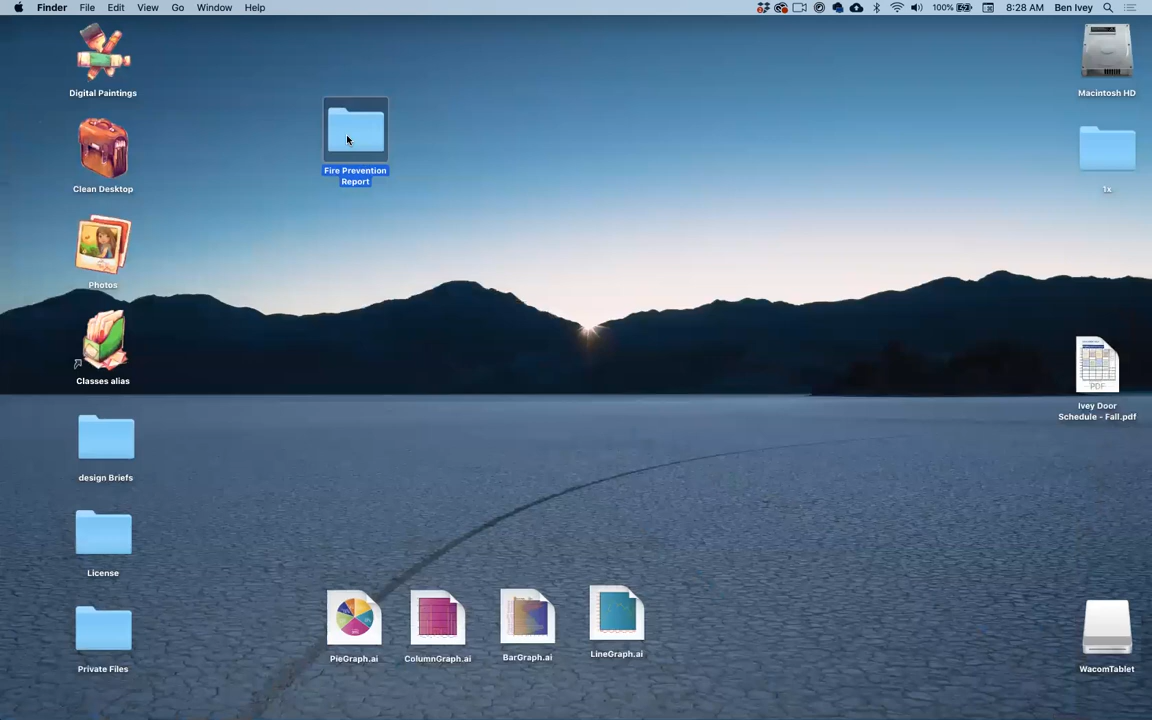 Finder File Edit View Go Window Help
100% 8:28 AM Ben Ivey
Digital Paintings
Macintosh HD
Fire Prevention
Report
Clean Desktop
1x
Photos
Classes alias
PDF
Ivey Door
Schedule - Fall.pdf
design Briefs
License
PieGraph.ai
ColumnGraph.ai
BarGraph.ai
LineGraph.ai
Private Files
WacomTablet